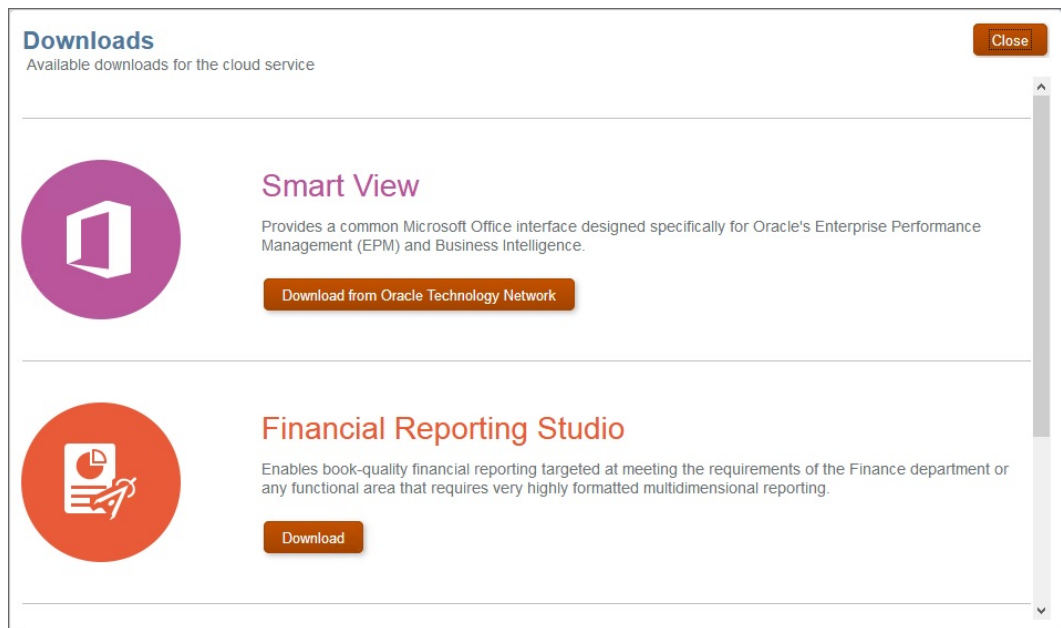 Downloads
Close
Available downloads for the cloud service
Smart View
Provides a common Microsoft Office interface designed specifically for Oracle's Enterprise Performance
Management (EPM) and Business Intelligence.
Download from Oracle Technology Network
Financial Reporting Studio
Enables book-quality financial reporting targeted at meeting the requirements of the Finance department or
any functional area that requires very highly formatted multidimensional reporting.
Download